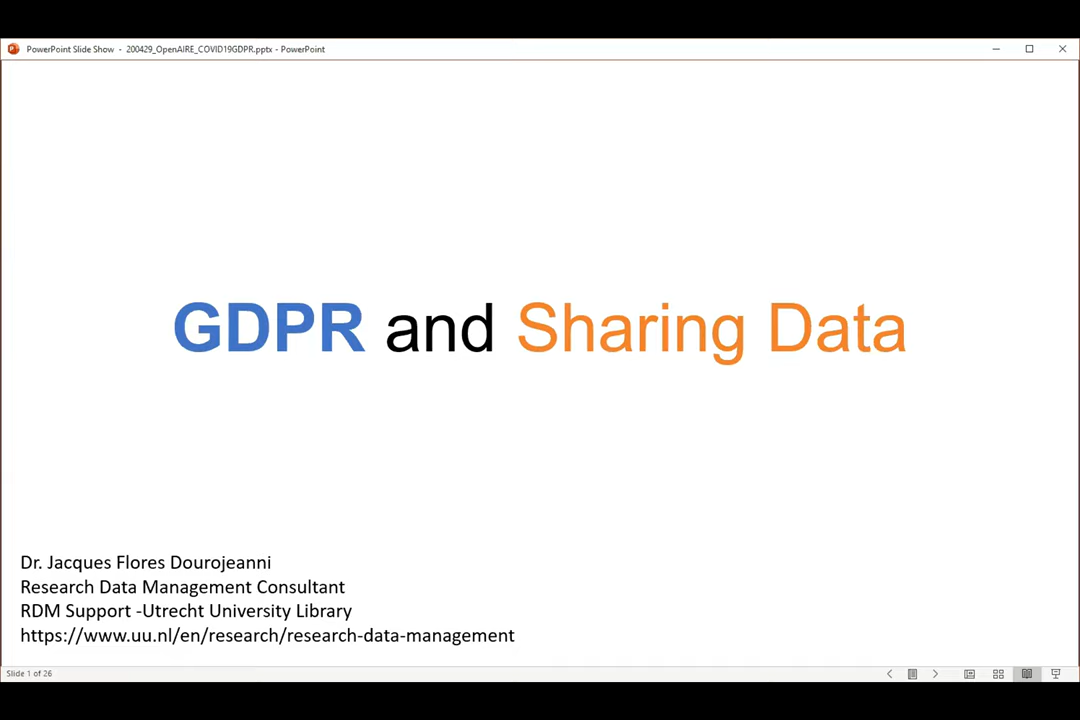 PowerPoint Slide Show - 200429_OpenAIRE_COVID19GDPR.pptx - PowerPoint
GDPR and Sharing Data
Dr. Jacques Flores Dourojeanni
Research Data Management Consultant
RDM Support -Utrecht University Library
https://www.uu.nl/en/research/research-data-management
Slide 1 of 26